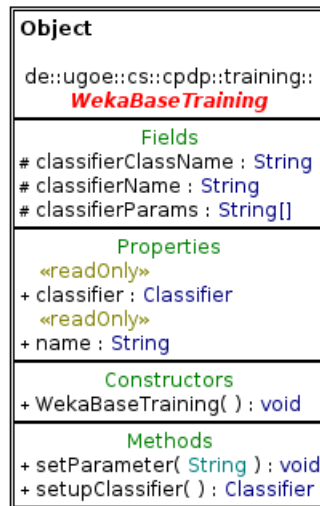 Object
de::ugoe::cs::cpdp::training::
WekaBaseTraining
Fields
# classifierClassName : String
# classifierName : String
# classifierParams : String[]
Properties
«readOnly»
+ classifier : Classifier
«readOnly»
+ name : String
Constructors
+ WekaBaseTraining( ) : void
Methods
+ setParameter( String ) : void
+ setupClassifier( ) : Classifier